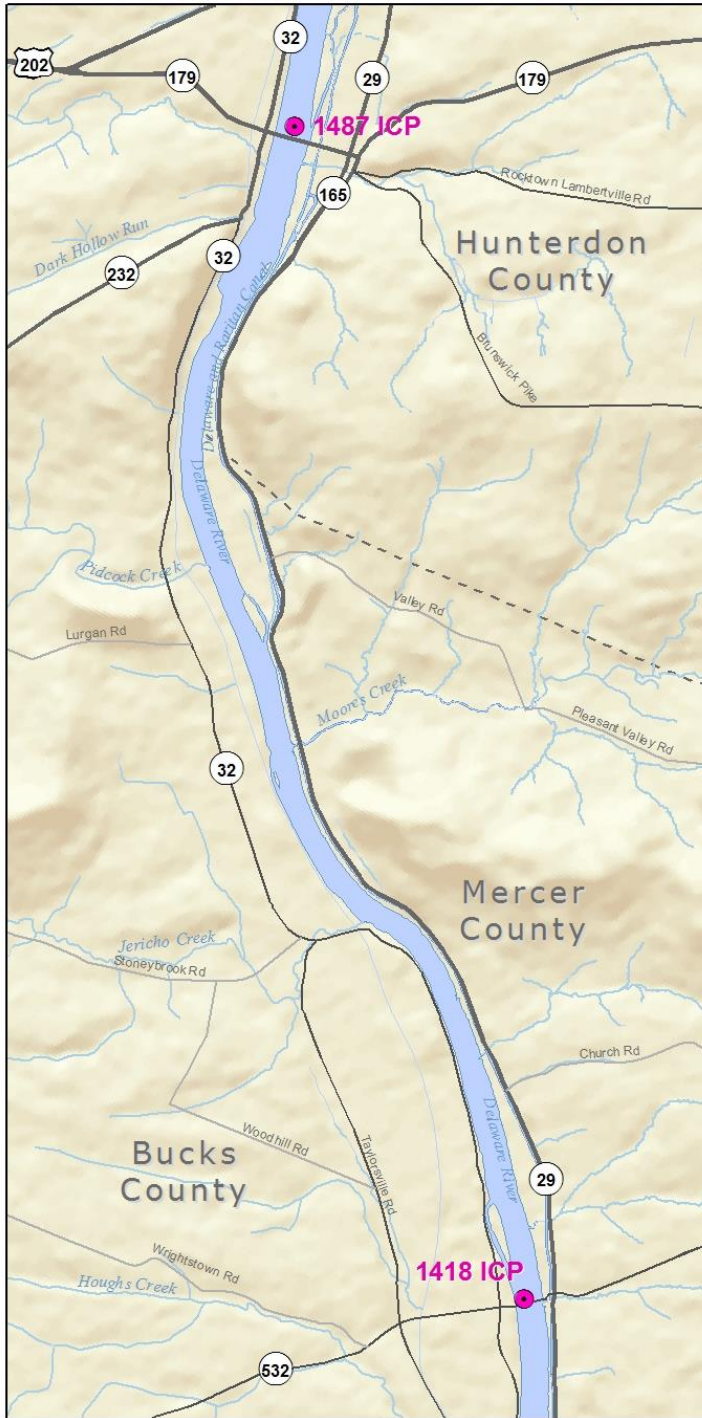 32
202
179
29
179
1487 ICP
165
Rocktown Lambertville Rd
Dark Hollow Run
Hunterdon
County
32
232
Delaware and Raritan Canal
Brunswick Pike
Delaware River
Pidcock Creek
Valley Rd
Lurgan Rd
Moores Creek
Pleasant Valley Rd
32
Mercer
County
Jericho Creek
Stoneybrook Rd
Church Rd
Delaware River
Woodhill Rd
Taylorsville Rd
Bucks
County
29
Wrightstown Rd
1418 ICP
Houghs Creek
532